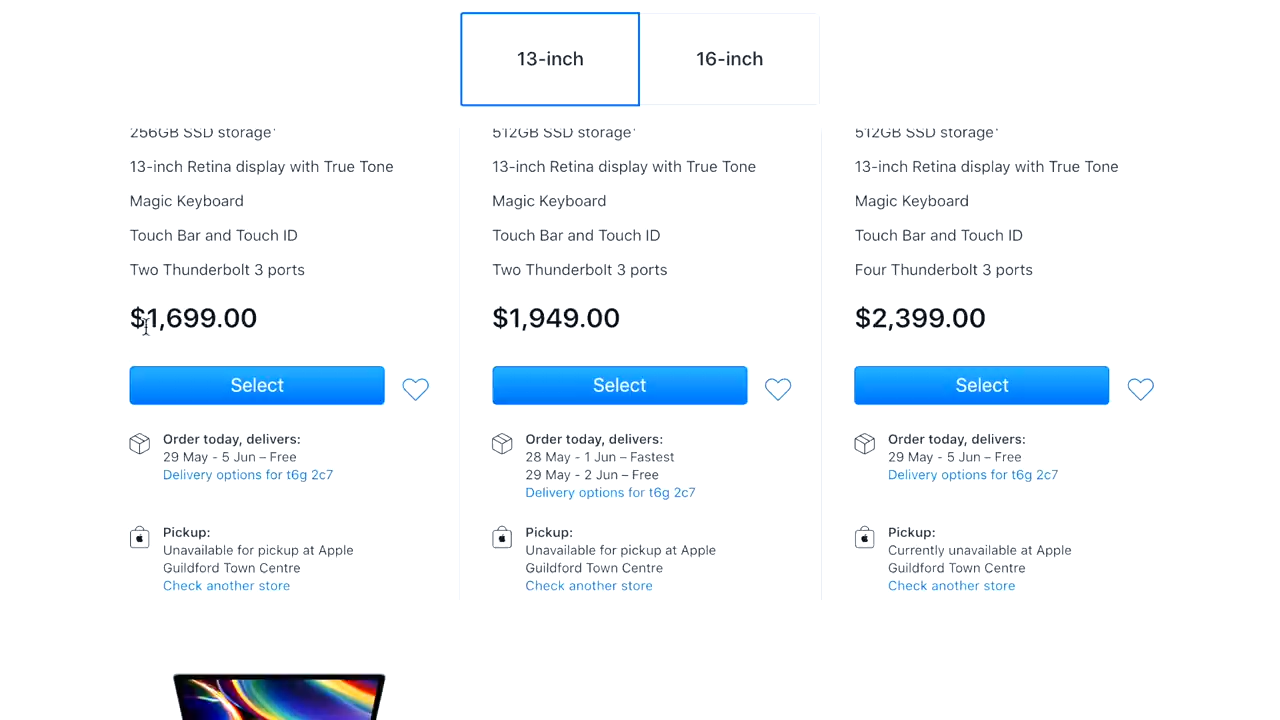 13-inch
16-inch
256GB SSD storage¹
13-inch Retina display with True Tone
Magic Keyboard
Touch Bar and Touch ID
Two Thunderbolt 3 ports
$1,699.00
Select
Order today, delivers:
29 May - 5 Jun – Free
Delivery options for t6g 2c7
Pickup:
Unavailable for pickup at Apple
Guildford Town Centre
Check another store
512GB SSD storage¹
13-inch Retina display with True Tone
Magic Keyboard
Touch Bar and Touch ID
Two Thunderbolt 3 ports
$1,949.00
Select
Order today, delivers:
28 May - 1 Jun – Fastest
29 May - 2 Jun – Free
Delivery options for t6g 2c7
Pickup:
Unavailable for pickup at Apple
Guildford Town Centre
Check another store
512GB SSD storage¹
13-inch Retina display with True Tone
Magic Keyboard
Touch Bar and Touch ID
Four Thunderbolt 3 ports
$2,399.00
Select
Order today, delivers:
29 May - 5 Jun – Free
Delivery options for t6g 2c7
Pickup:
Currently unavailable at Apple
Guildford Town Centre
Check another store